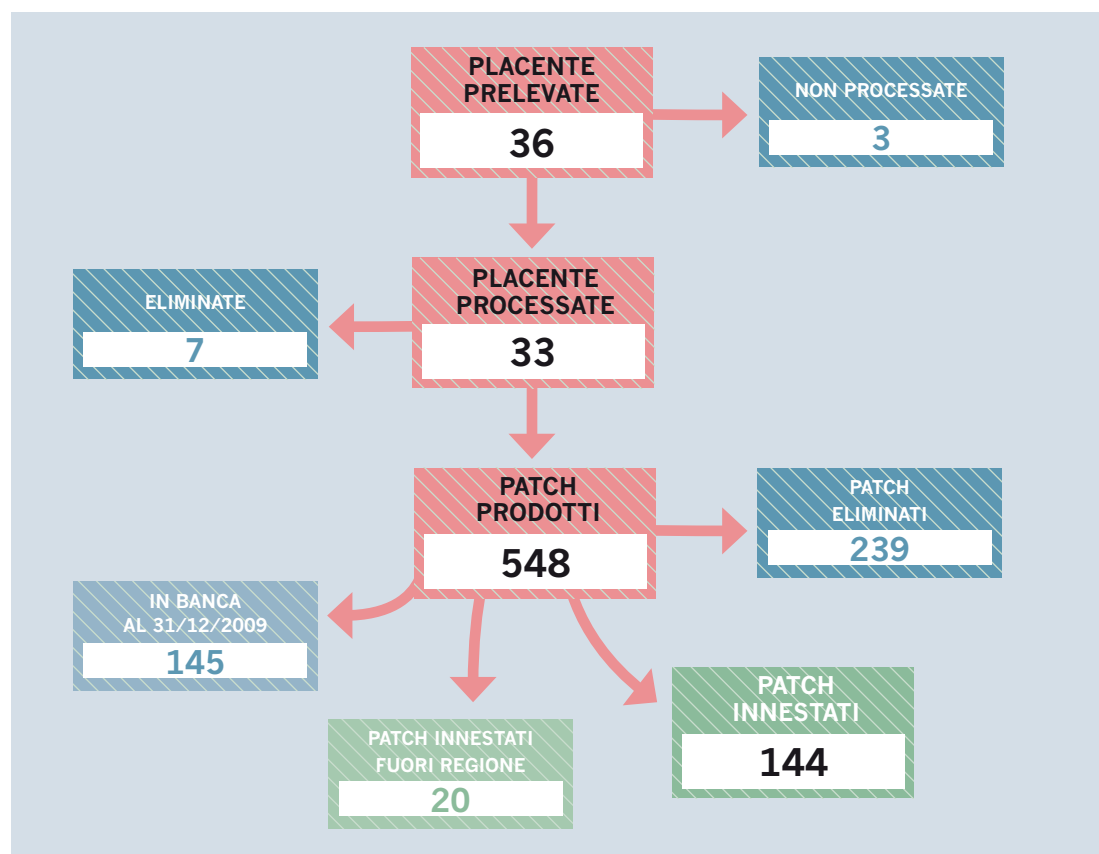 PLACENTE
PRELEVATE
36
NON PROCESSATE
3
PLACENTE
PROCESSATE
33
ELIMINATE
7
PATCH
PRODOTTI
548
PATCH
ELIMINATI
239
IN BANCA
AL 31/12/2009
145
PATCH INNESTATI
FUORI REGIONE
20
PATCH
INNESTATI
144